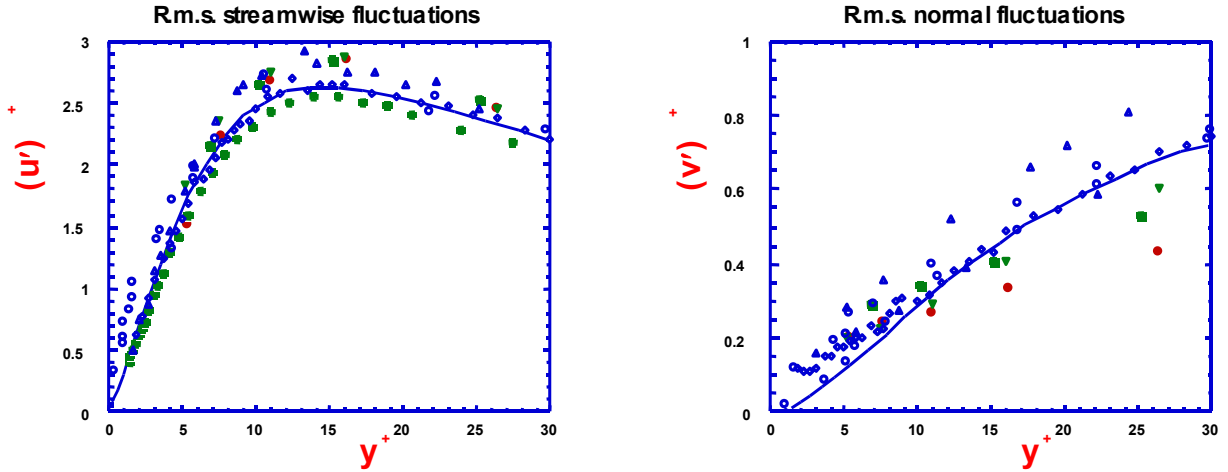 R.m.s. streamwise fluctuations
3
2.5
2
1.5
1
0.5
0
0 5 10 15 20 25 30
(u')+
y+
R.m.s. normal fluctuations
1
0.8
0.6
0.4
0.2
0
0 5 10 15 20 25 30
(v')+
y+